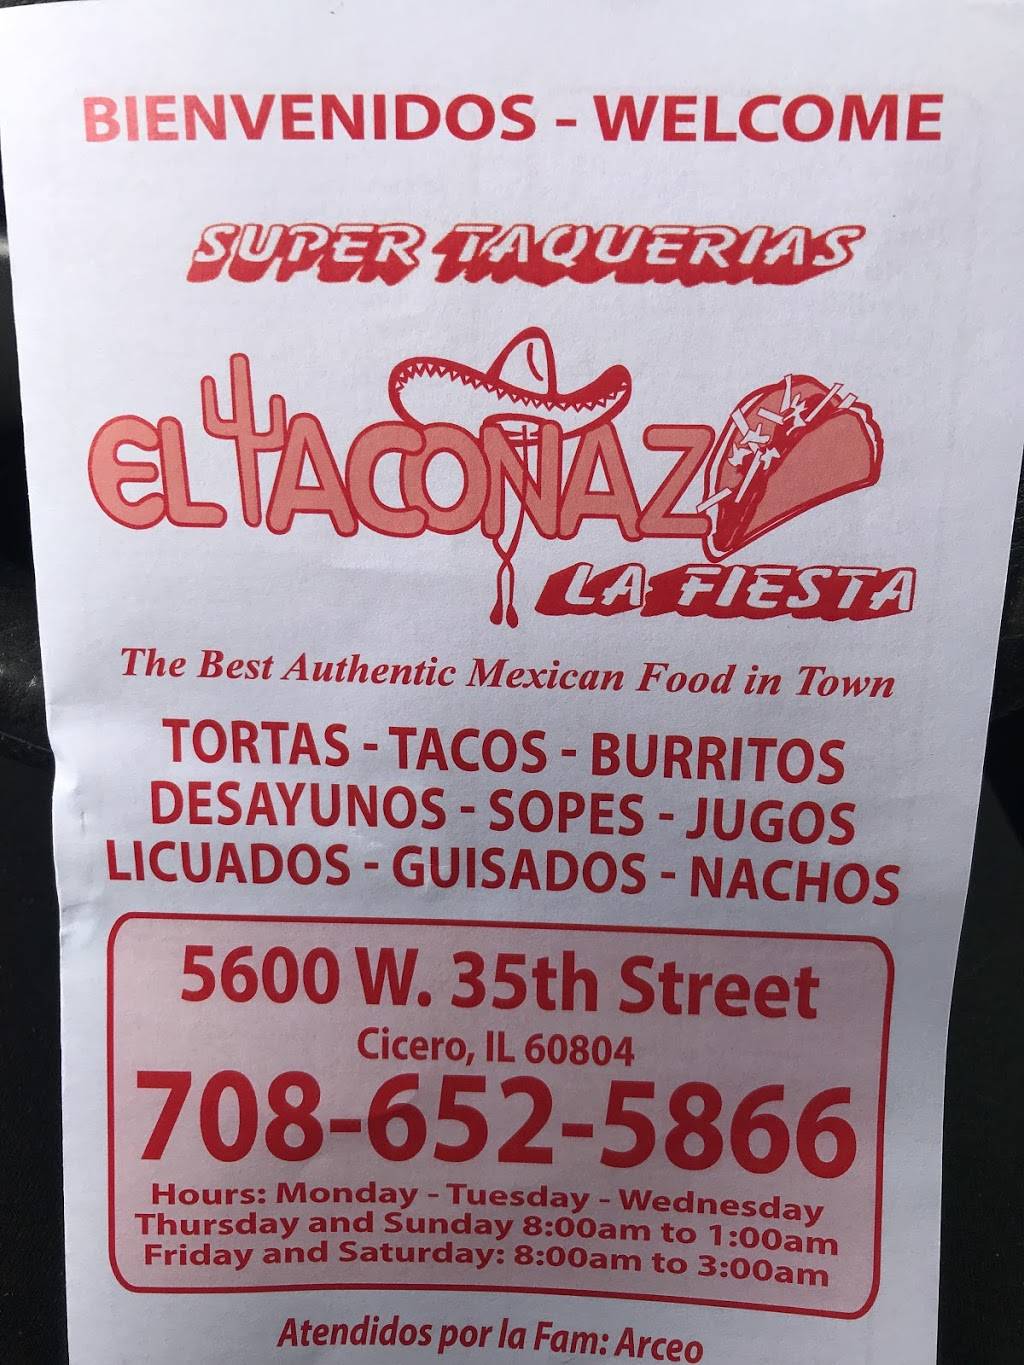 BIENVENIDOS - WELCOME
SUPER TAQUERIAS
EL TACONAZO
LA FIESTA
The Best Authentic Mexican Food in Town
TORTAS - TACOS - BURRITOS
DESAYUNOS - SOPES - JUGOS
LICUADOS - GUISADOS - NACHOS
5600 W. 35th Street
Cicero, IL 60804
708-652-5866
Hours: Monday - Tuesday - Wednesday
Thursday and Sunday 8:00am to 1:00am
Friday and Saturday: 8:00am to 3:00am
Atendidos por la Fam: Arceo